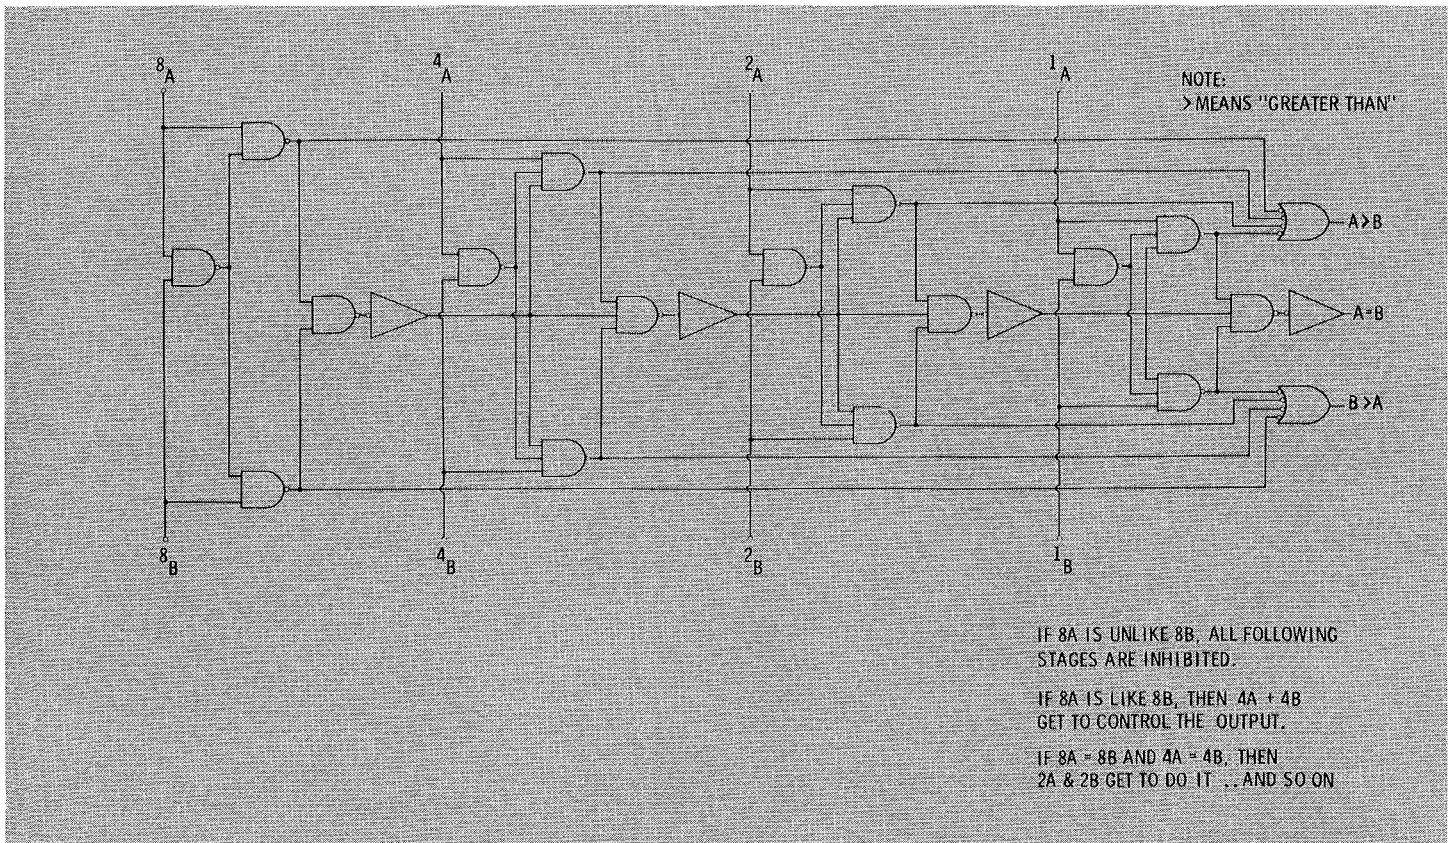 8A
4A
2A
1A
NOTE:
> MEANS "GREATER THAN"
A > B
A = B
B > A
8B
4B
2B
1B
IF 8A IS UNLIKE 8B, ALL FOLLOWING
STAGES ARE INHIBITED.
IF 8A IS LIKE 8B, THEN 4A + 4B
GET TO CONTROL THE OUTPUT.
IF 8A = 8B AND 4A = 4B, THEN
2A & 2B GET TO DO IT .. AND SO ON